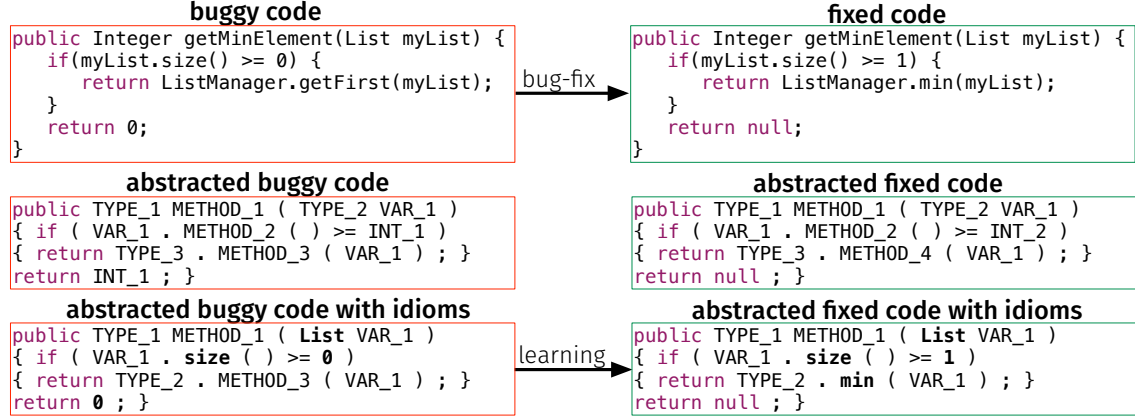 buggy code
public Integer getMinElement(List myList) {
if(myList.size() >= 0) {
return ListManager.getFirst(myList);
}
return 0;
}
bug-fix
fixed code
public Integer getMinElement(List myList) {
if(myList.size() >= 1) {
return ListManager.min(myList);
}
return null;
}
abstracted buggy code
public TYPE_1 METHOD_1 ( TYPE_2 VAR_1 )
{ if ( VAR_1 . METHOD_2 ( ) >= INT_1 )
{ return TYPE_3 . METHOD_3 ( VAR_1 ) ; }
return INT_1 ; }
abstracted fixed code
public TYPE_1 METHOD_1 ( TYPE_2 VAR_1 )
{ if ( VAR_1 . METHOD_2 ( ) >= INT_2 )
{ return TYPE_3 . METHOD_4 ( VAR_1 ) ; }
return null ; }
abstracted buggy code with idioms
public TYPE_1 METHOD_1 ( List VAR_1 )
{ if ( VAR_1 . size ( ) >= 0 )
{ return TYPE_2 . METHOD_3 ( VAR_1 ) ; }
return 0 ; }
learning
abstracted fixed code with idioms
public TYPE_1 METHOD_1 ( List VAR_1 )
{ if ( VAR_1 . size ( ) >= 1 )
{ return TYPE_2 . min ( VAR_1 ) ; }
return null ; }